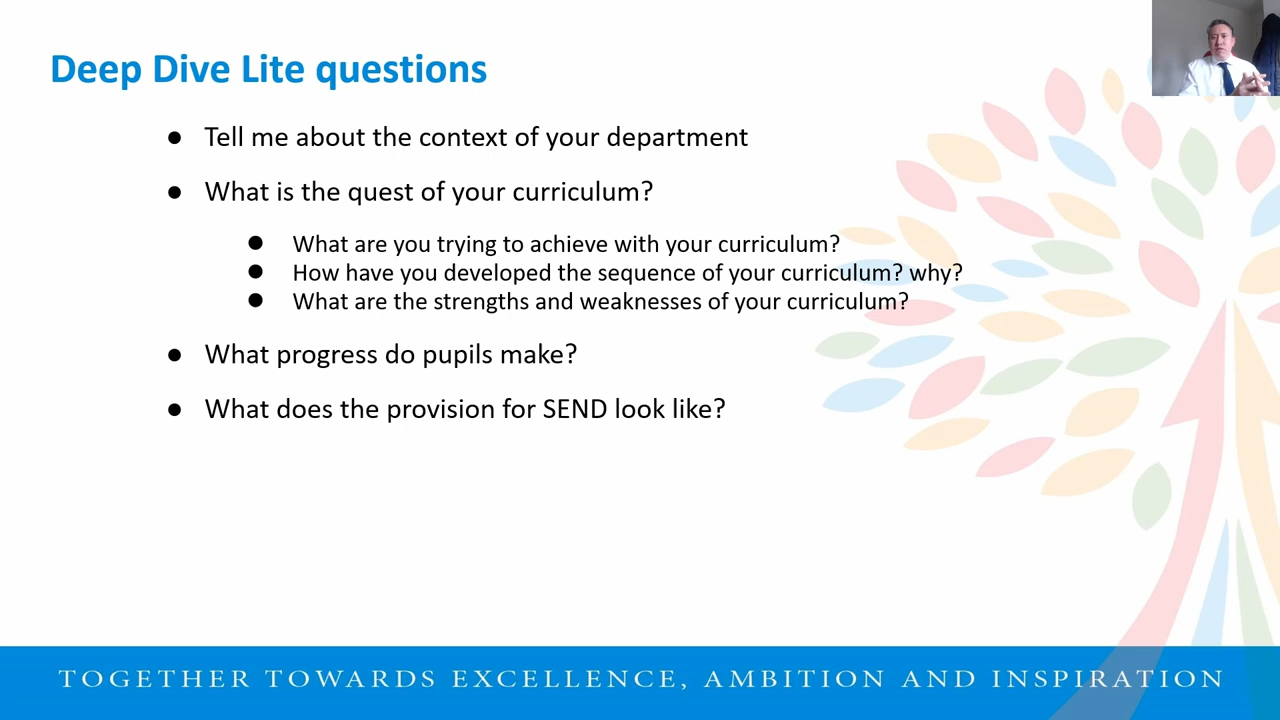 Deep Dive Lite questions
● Tell me about the context of your department
● What is the quest of your curriculum?
● What are you trying to achieve with your curriculum?
● How have you developed the sequence of your curriculum? why?
● What are the strengths and weaknesses of your curriculum?
● What progress do pupils make?
● What does the provision for SEND look like?
TOGETHER TOWARDS EXCELLENCE, AMBITION AND INSPIRATION